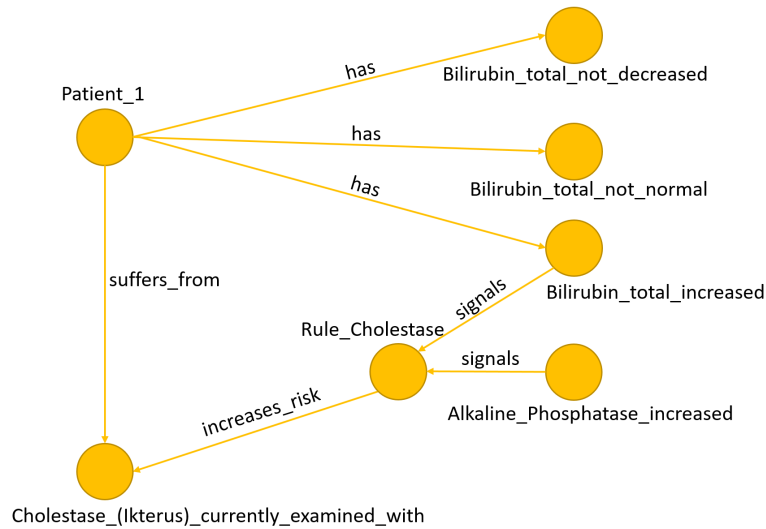 has
Bilirubin_total_not_decreased
Patient_1
has
Bilirubin_total_not_normal
has
suffers_from
Bilirubin_total_increased
signals
Rule_Cholestase
signals
Alkaline_Phosphatase_increased
increases_risk
Cholestase_(Ikterus)_currently_examined_with